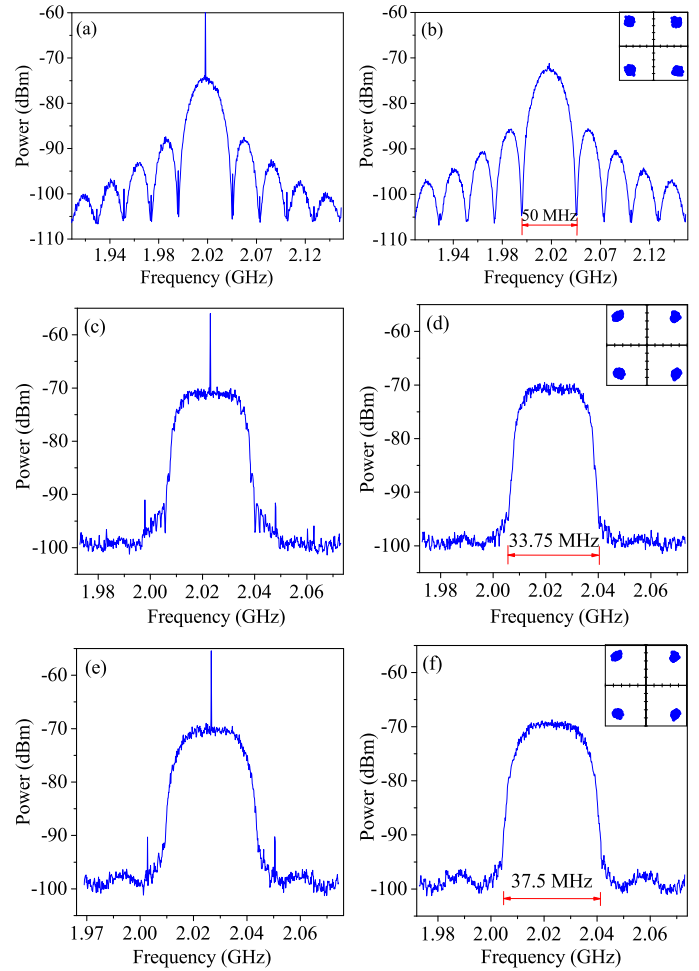 (a)
-60
-70
-80
-90
-100
-110
Power (dBm)
1.94 1.98 2.02 2.07 2.12
Frequency (GHz)
(b)
-60
-70
-80
-90
-100
-110
Power (dBm)
50 MHz
1.94 1.98 2.02 2.07 2.12
Frequency (GHz)
(c)
-60
-70
-80
-90
-100
Power (dBm)
1.98 2.00 2.02 2.04 2.06
Frequency (GHz)
(d)
-60
-70
-80
-90
-100
Power (dBm)
33.75 MHz
1.98 2.00 2.02 2.04 2.06
Frequency (GHz)
(e)
-60
-70
-80
-90
-100
Power (dBm)
1.97 2.00 2.02 2.04 2.06
Frequency (GHz)
(f)
-60
-70
-80
-90
-100
Power (dBm)
37.5 MHz
1.98 2.00 2.02 2.04 2.06
Frequency (GHz)